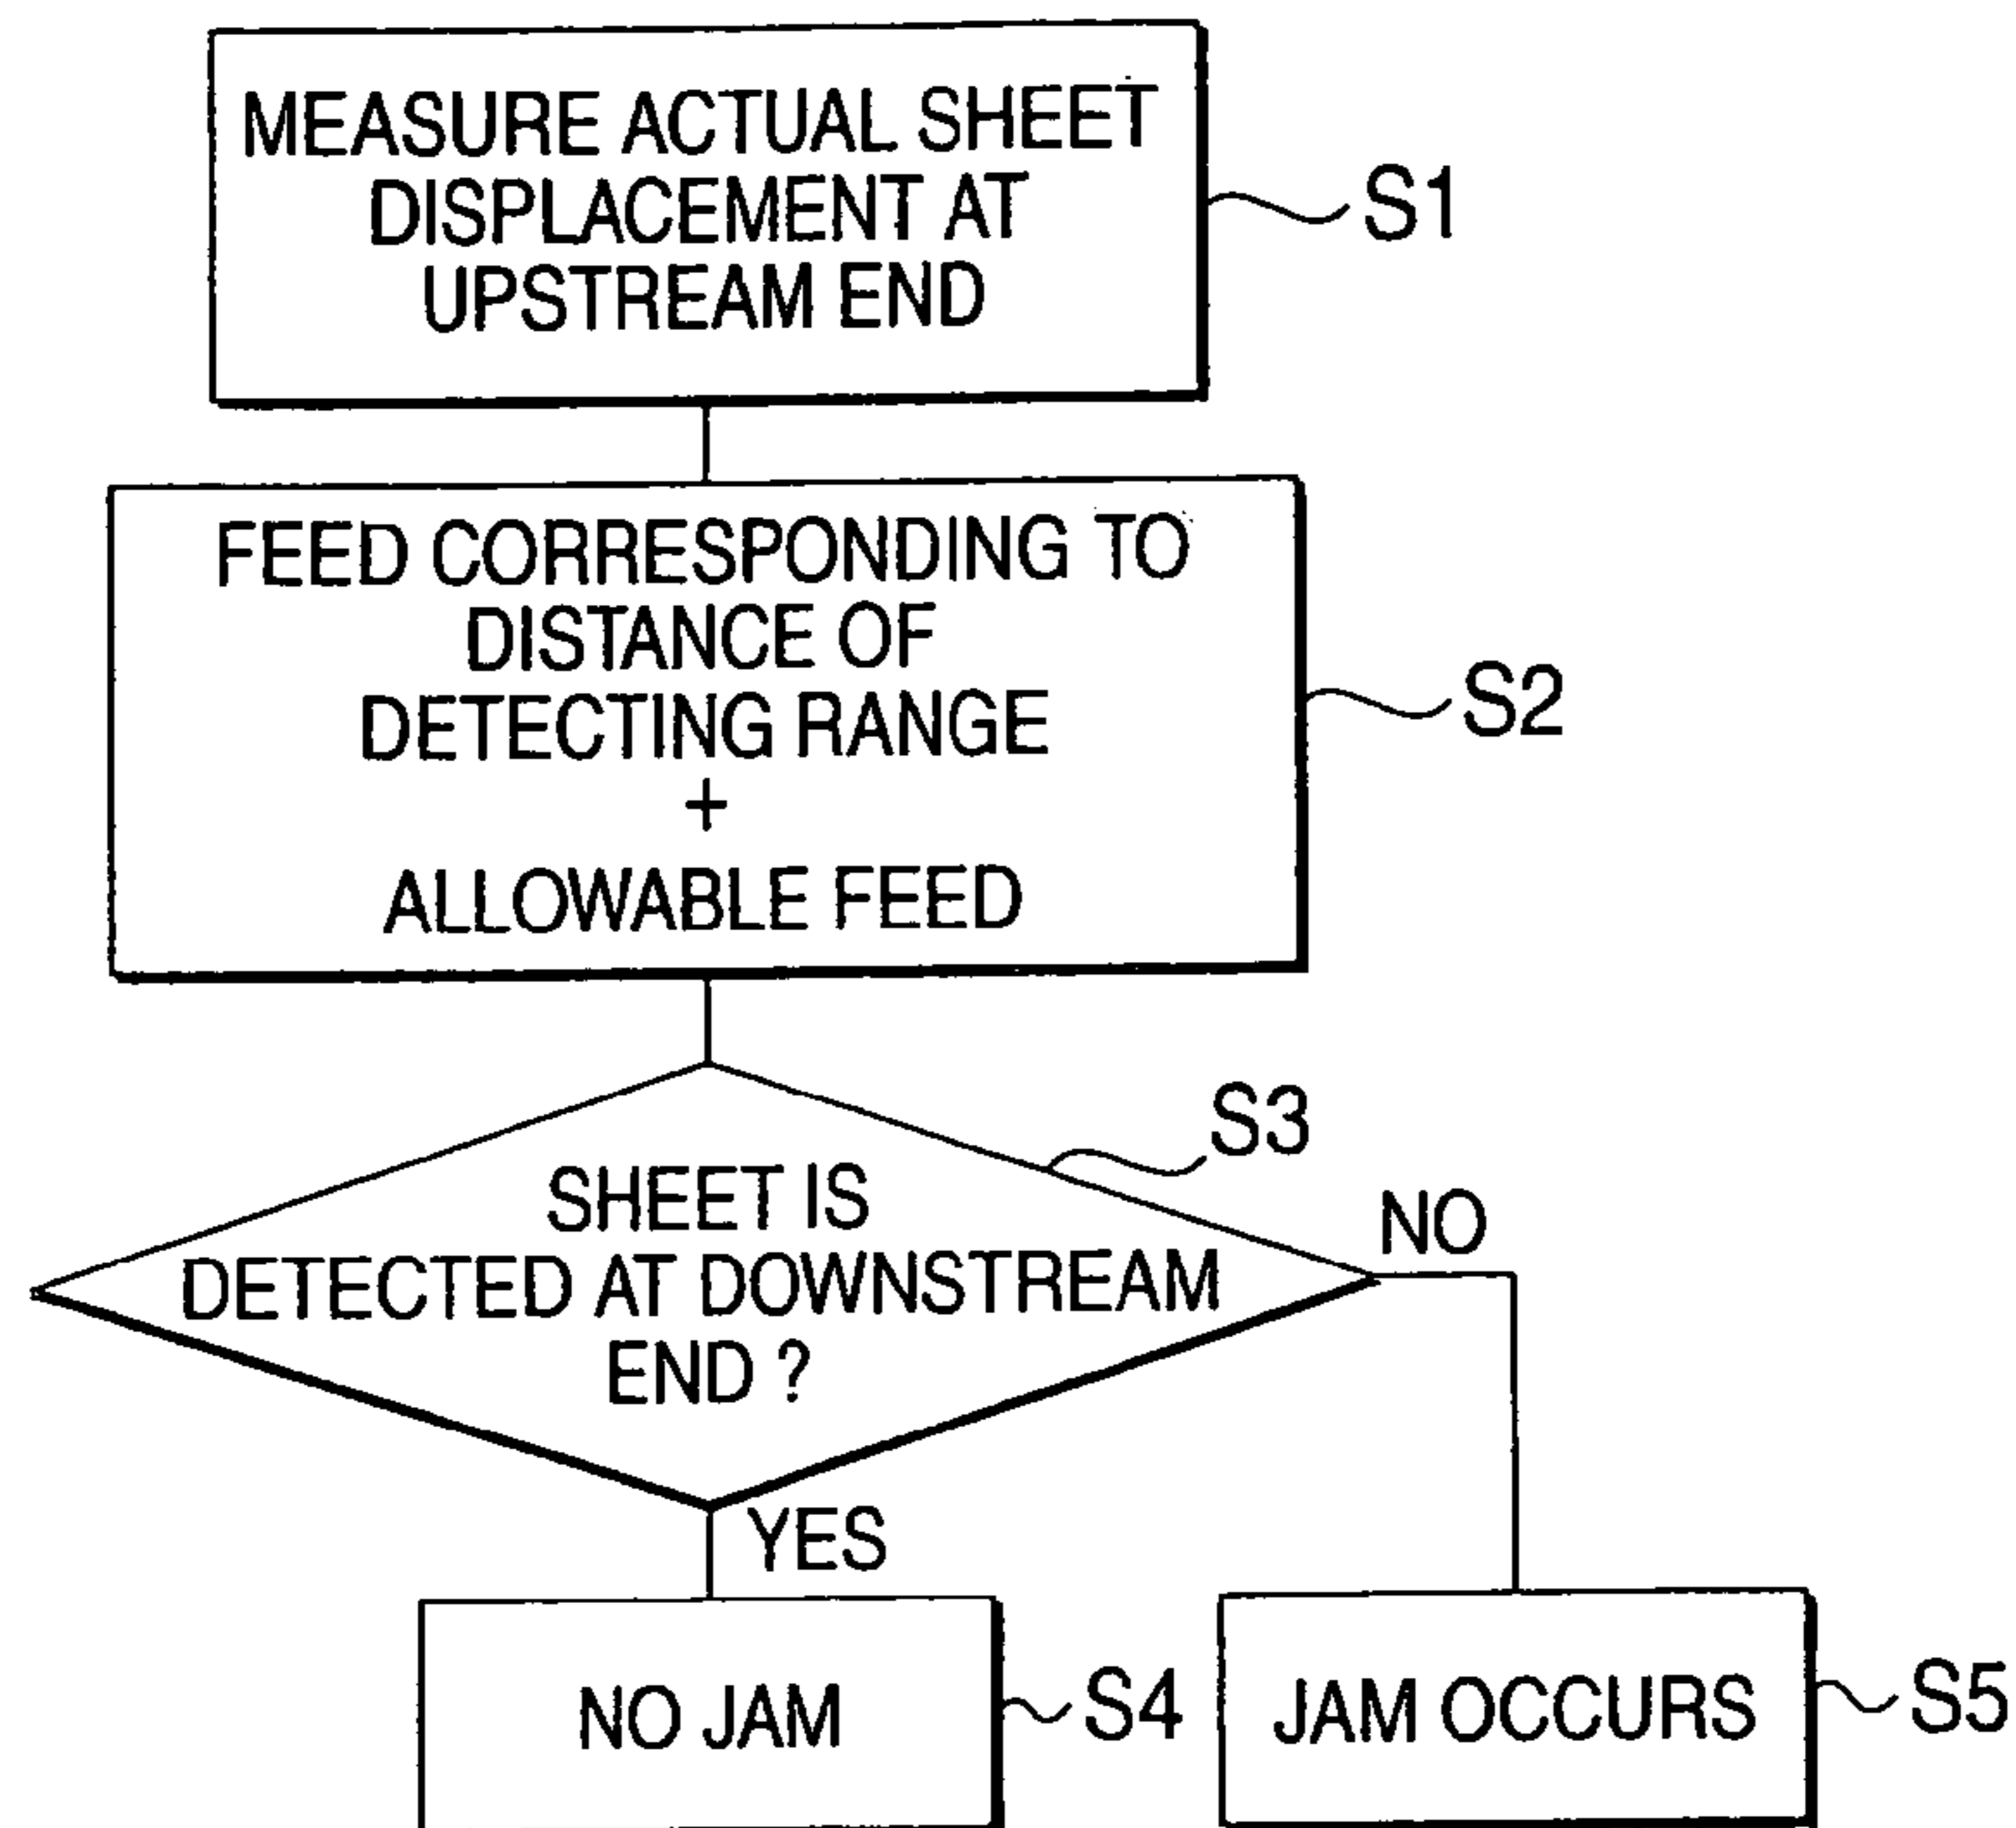 MEASURE ACTUAL SHEET
DISPLACEMENT AT
UPSTREAM END
S1
FEED CORRESPONDING TO
DISTANCE OF
DETECTING RANGE
+
ALLOWABLE FEED
S2
S3
SHEET IS
DETECTED AT DOWNSTREAM
END ?
NO
YES
NO JAM
S4
JAM OCCURS
S5